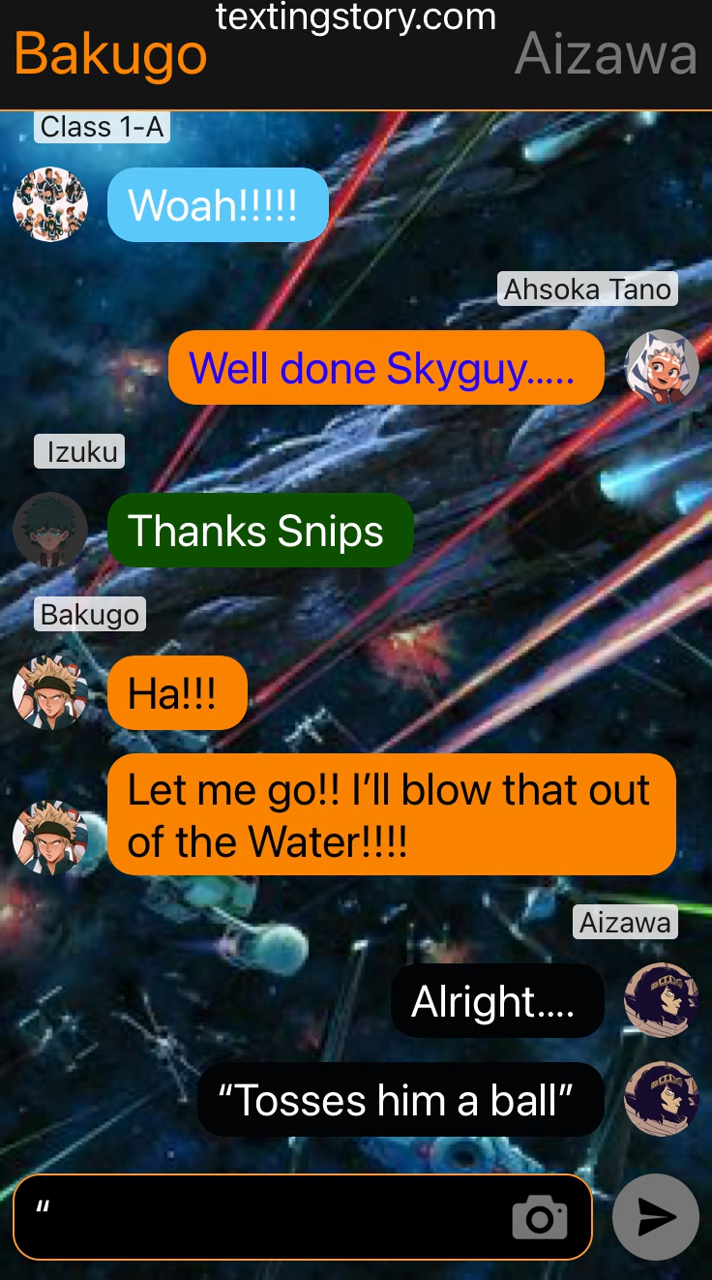 textingstory.com
Bakugo
Aizawa
Class 1-A
Woah!!!!!
Ahsoka Tano
Well done Skyguy.....
Izuku
Thanks Snips
Bakugo
Ha!!!
Let me go!! I’ll blow that out
of the Water!!!!
Aizawa
Alright....
“Tosses him a ball”
“